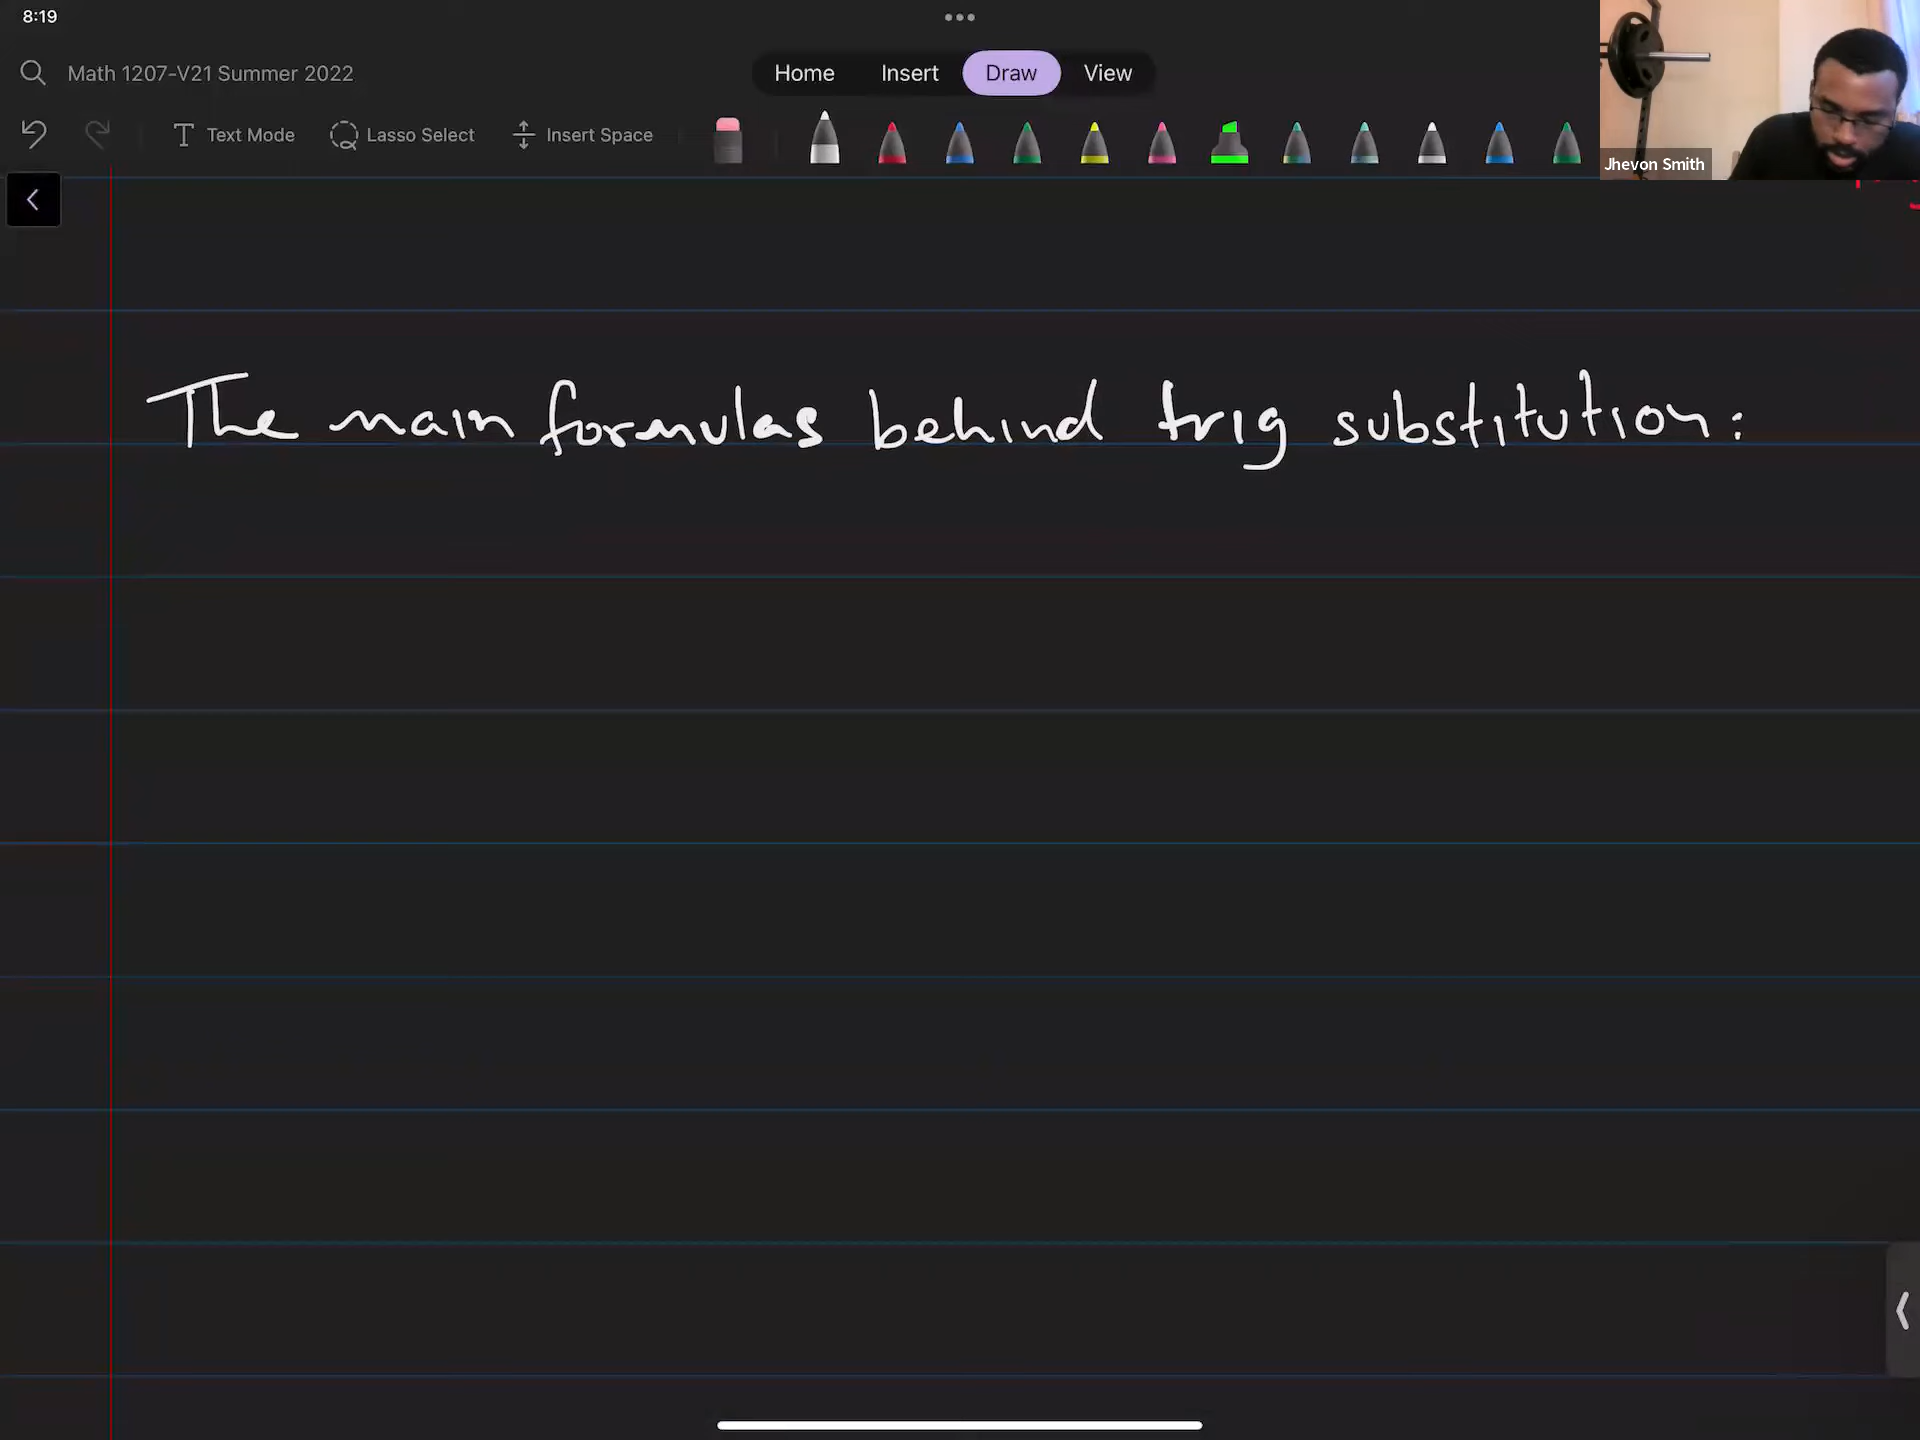 8:19
Math 1207-V21 Summer 2022
Home Insert Draw View
Text Mode Lasso Select Insert Space
Jhevon Smith
The main formulas behind trig substitution: